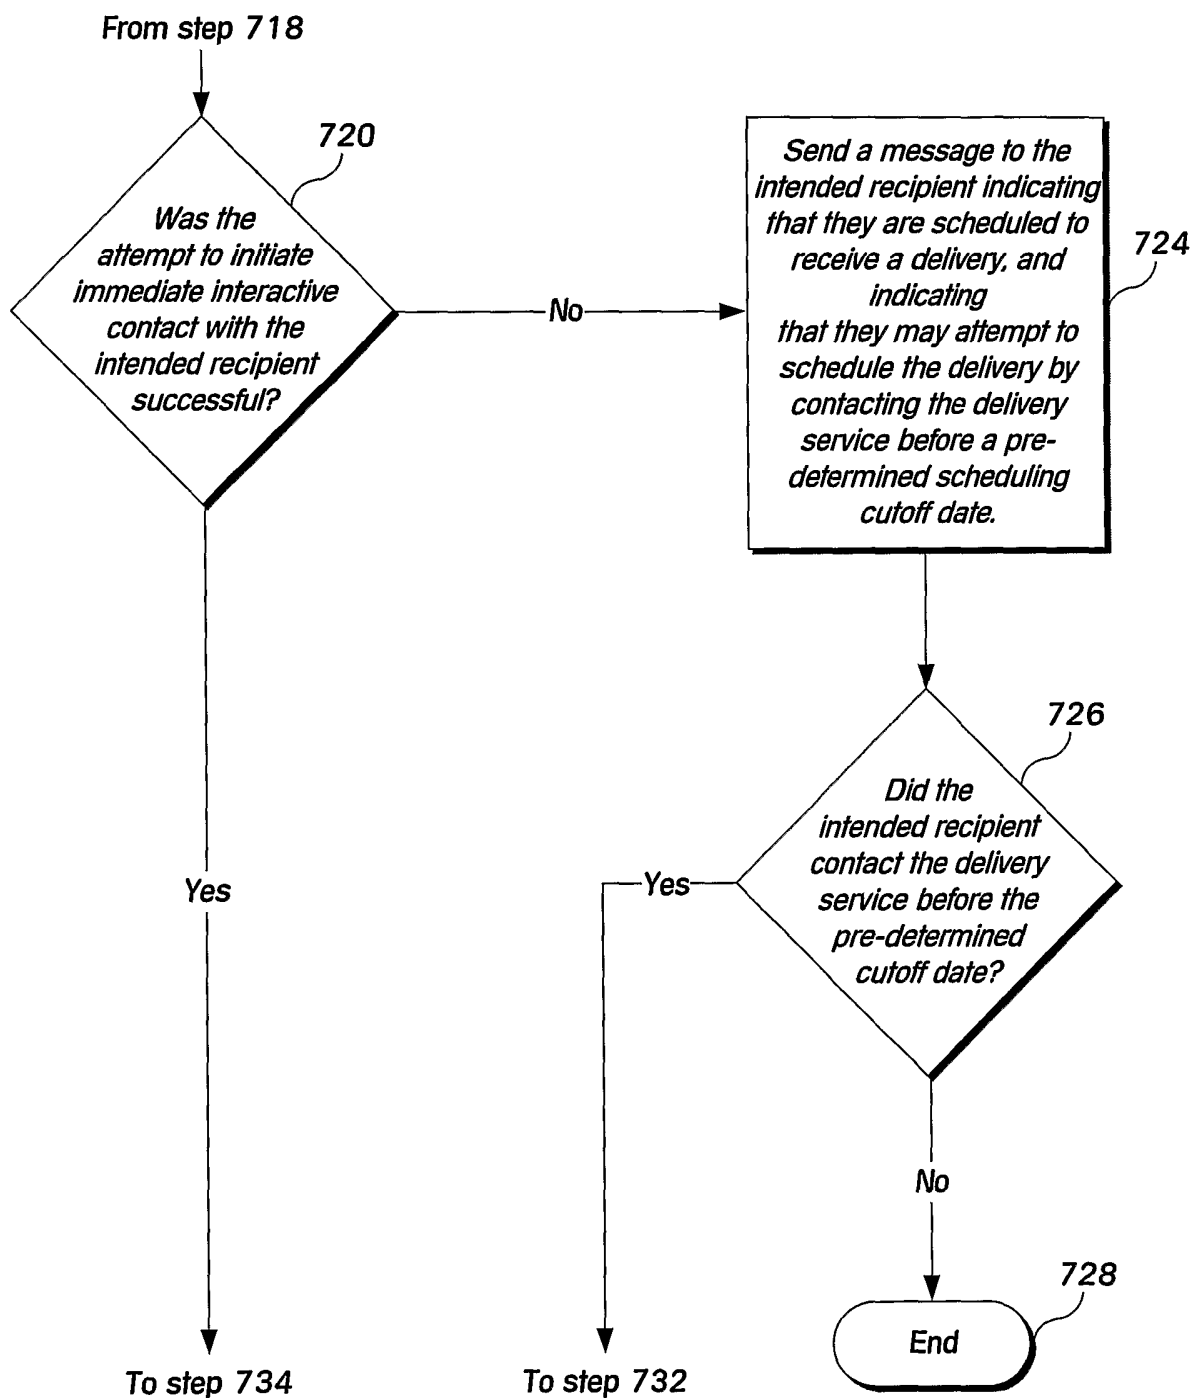 From step 718
720
Was the
attempt to initiate
immediate interactive
contact with the
intended recipient
successful?
No
Send a message to the
intended recipient indicating
that they are scheduled to
receive a delivery, and
indicating
that they may attempt to
schedule the delivery by
contacting the delivery
service before a pre-
determined scheduling
cutoff date.
724
726
Did the
intended recipient
contact the delivery
service before the
pre-determined
cutoff date?
Yes
Yes
No
728
End
To step 734
To step 732